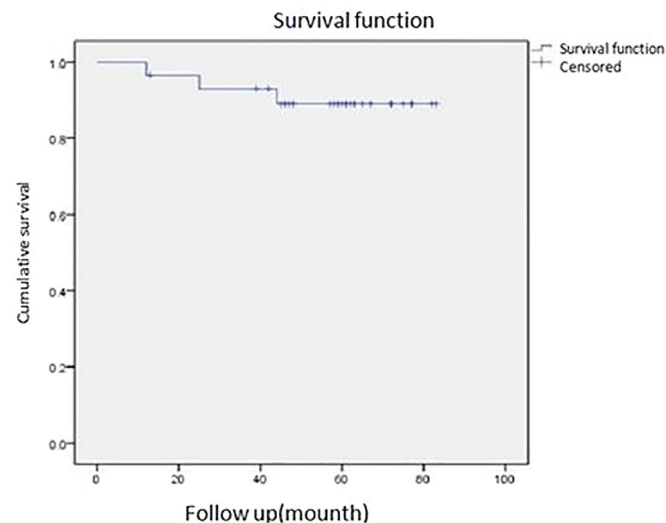 Survival function
Survival function
Censored
1.0
0.8
0.6
0.4
0.2
0.0
Cumulative survival
0 20 40 60 80 100
Follow up(mounth)